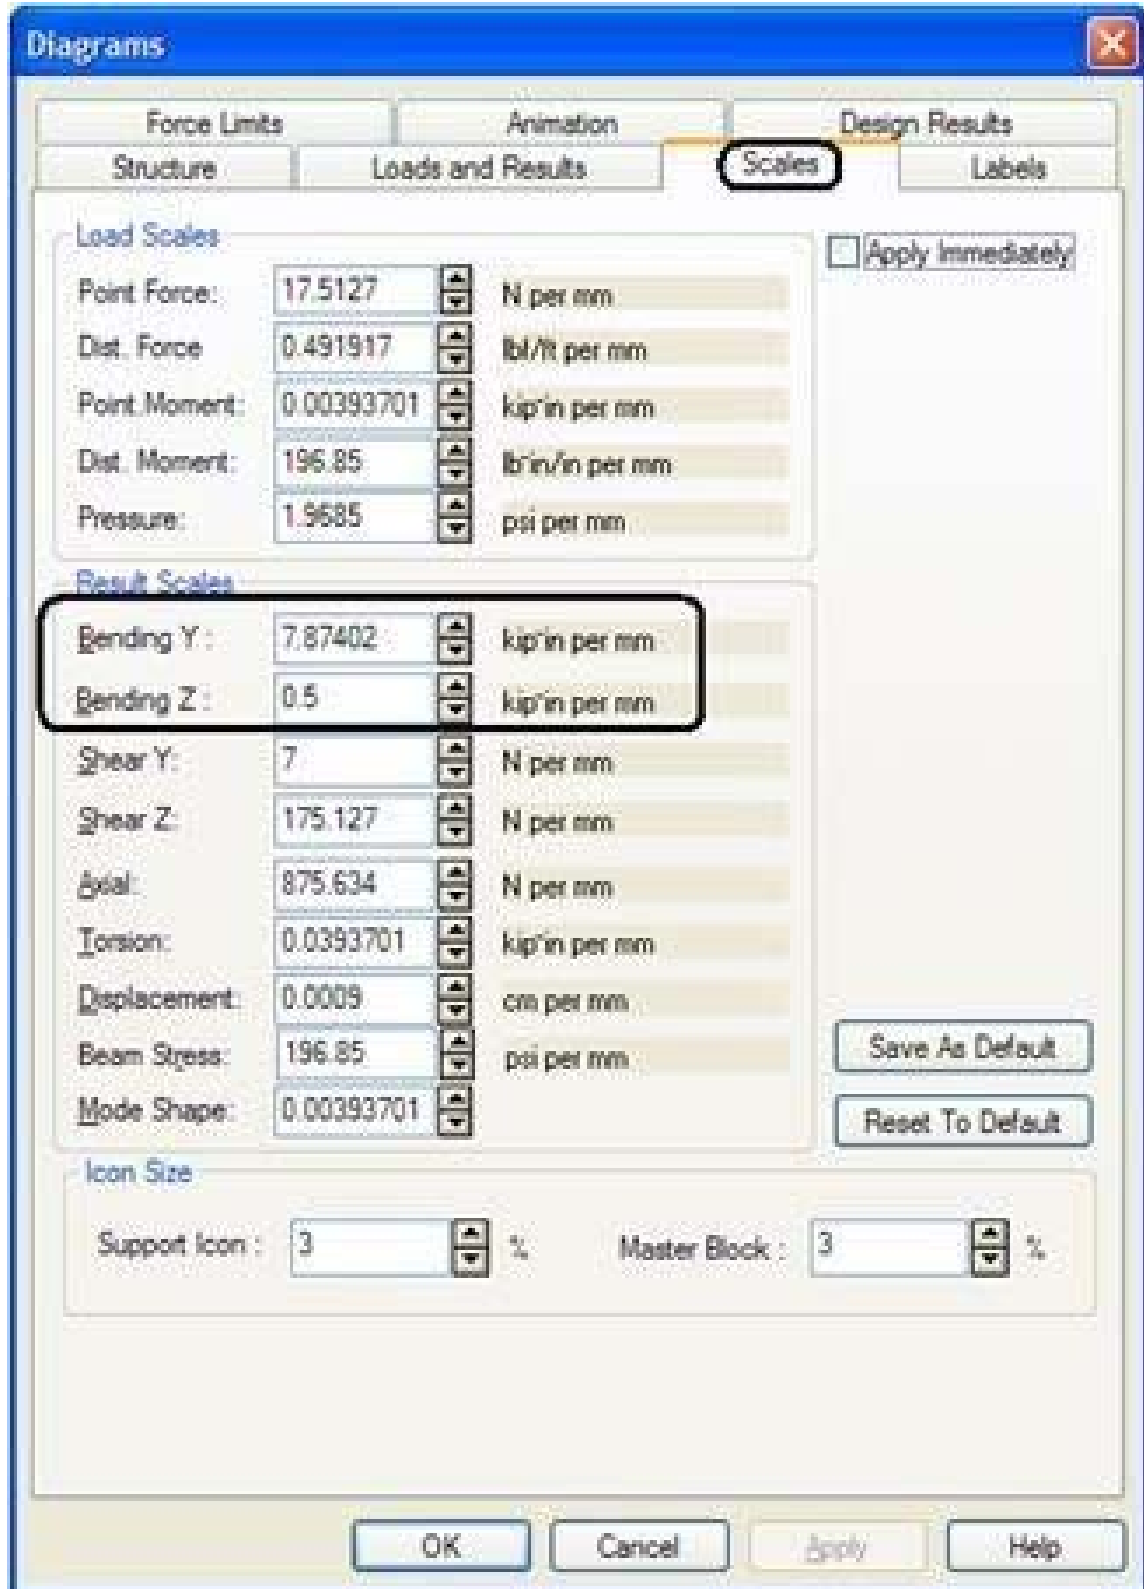 Diagrams
Force Limits Animation Design Results
Structure Loads and Results Scales Labels
Load Scales
Apply Immediately
Point Force: 17.5127 N per mm
Dist. Force 0.491917 lbf/ft per mm
Point Moment: 0.00393701 kip-in per mm
Dist. Moment: 196.85 lb-in/in per mm
Pressure: 1.9685 psi per mm
Result Scales
Bending Y : 7.87402 kip-in per mm
Bending Z : 0.5 kip-in per mm
Shear Y: 7 N per mm
Shear Z: 175.127 N per mm
Axial: 875.634 N per mm
Torsion: 0.0393701 kip-in per mm
Displacement: 0.0009 cm per mm
Beam Stress: 196.85 psi per mm
Save As Default
Mode Shape: 0.00393701
Reset To Default
Icon Size
Support Icon : 3 % Master Block : 3 %
OK Cancel Apply Help